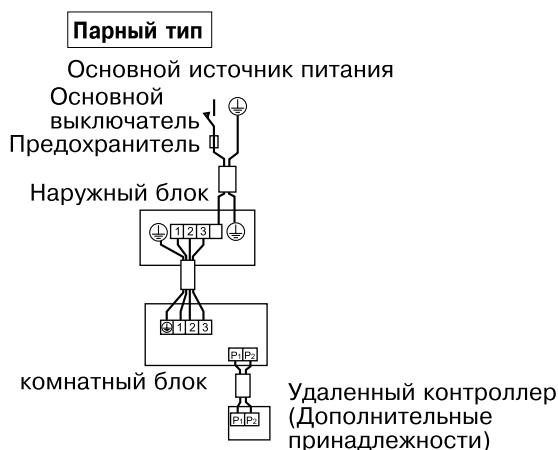 Парный тип
Основной источник питания
Основной
выключатель
Предохранитель
Наружный блок
1 2 3
1 2 3
P1 P2
комнатный блок
P1 P2
Удаленный контроллер
(Дополнительные
принадлежности)